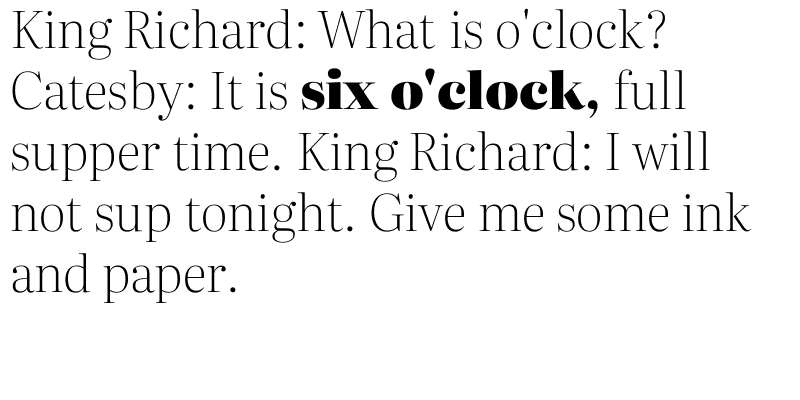 King Richard: What is o'clock?
Catesby: It is six o'clock, full
supper time. King Richard: I will
not sup tonight. Give me some ink
and paper.